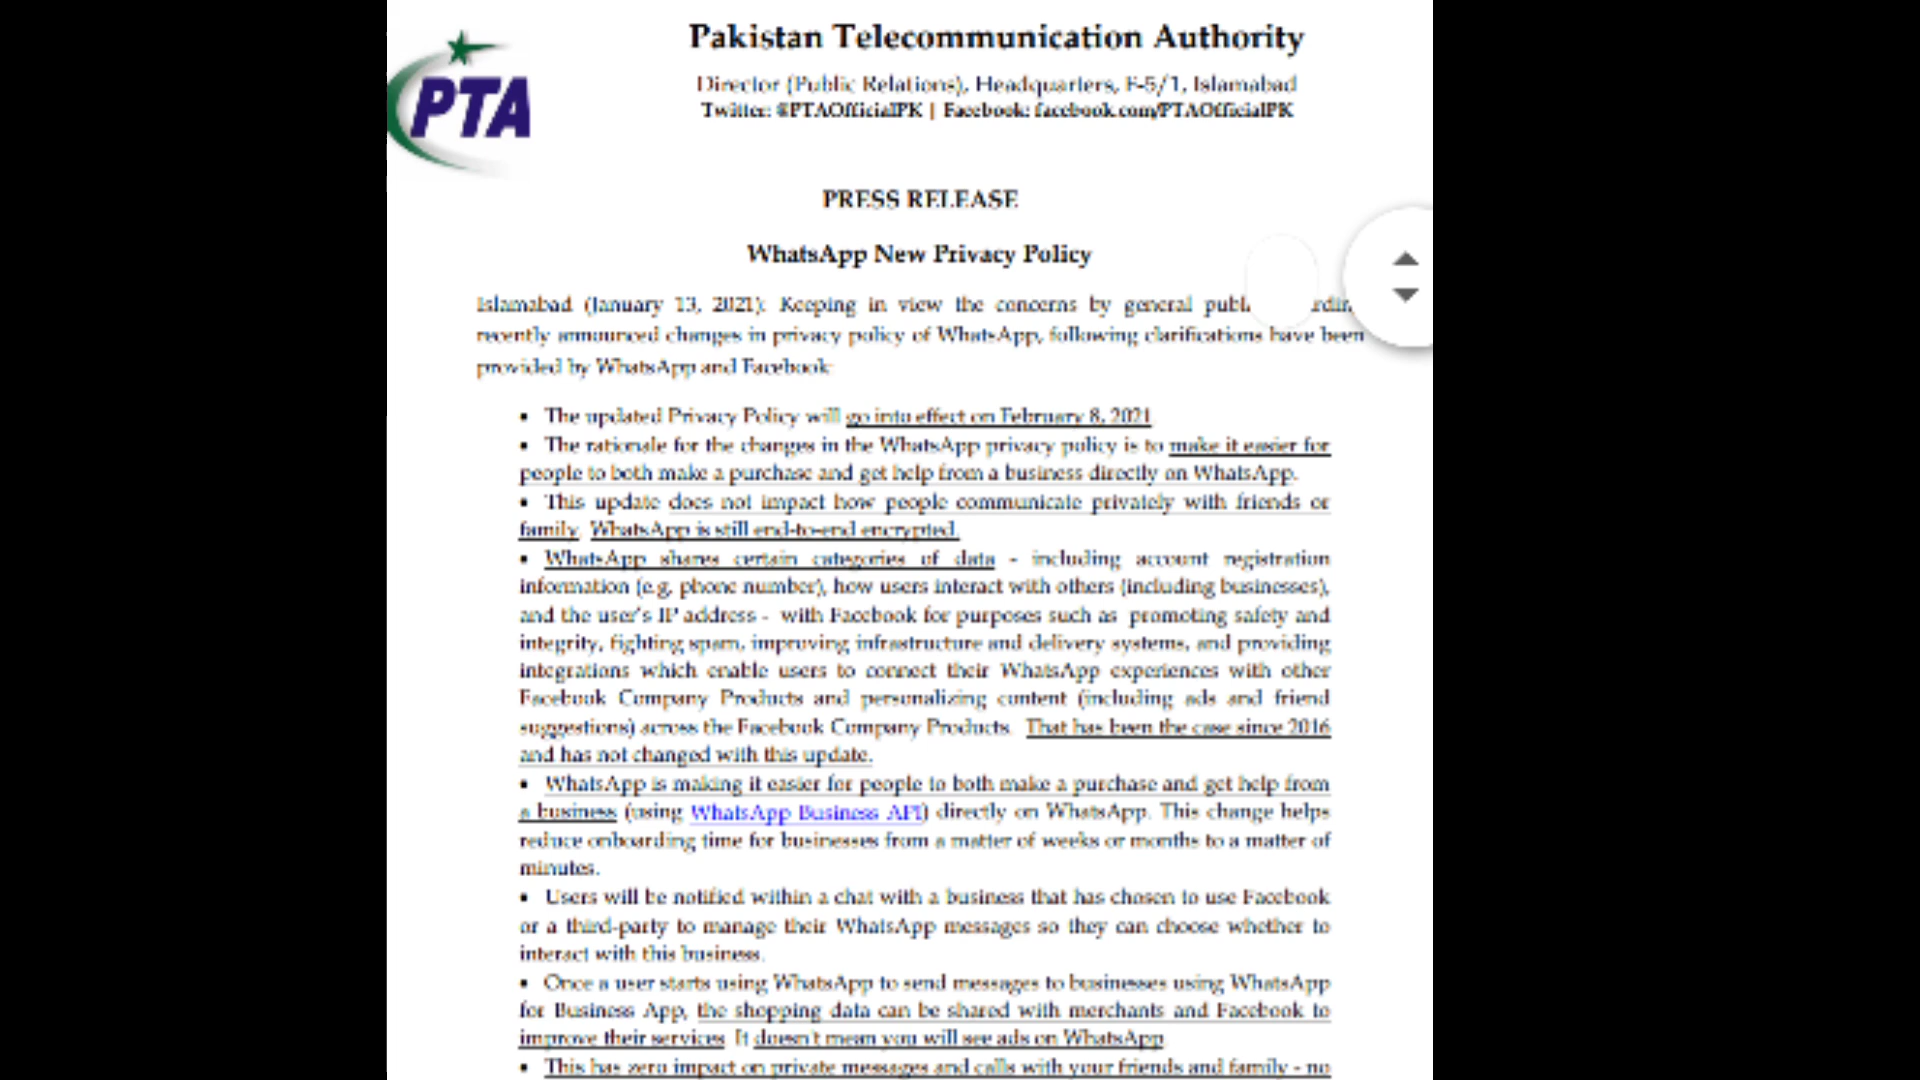 PTA
Pakistan Telecommunication Authority
Director (Public Relations), Headquarters, F-5/1, Islamabad
Twitter: @PTAOfficialPK | Facebook: facebook.com/PTAOfficialPK
PRESS RELEASE
WhatsApp New Privacy Policy
Islamabad (January 13, 2021): Keeping in view the concerns by general
recently announced changes in privacy policy of WhatsApp, following clarifications have been
provided by WhatsApp and Facebook:
▪ The updated Privacy Policy will go into effect on February 8, 2021
▪ The rationale for the changes in the WhatsApp privacy policy is to make it easier for
people to both make a purchase and get help from a business directly on WhatsApp.
▪ This update does not impact how people communicate privately with friends or
family. WhatsApp is still end-to-end encrypted.
▪ WhatsApp shares certain categories of data - including account registration
information (e.g. phone number), how users interact with others (including businesses),
and the user's IP address - with Facebook for purposes such as promoting safety and
integrity, fighting spam, improving infrastructure and delivery systems, and providing
integrations which enable users to connect their WhatsApp experiences with other
Facebook Company Products and personalizing content (including ads and friend
suggestions) across the Facebook Company Products. That has been the case since 2016
and has not changed with this update.
▪ WhatsApp is making it easier for people to both make a purchase and get help from
a business (using WhatsApp Business API) directly on WhatsApp. This change helps
reduce onboarding time for businesses from a matter of weeks or months to a matter of
minutes.
▪ Users will be notified within a chat with a business that has chosen to use Facebook
or a third-party to manage their WhatsApp messages so they can choose whether to
interact with this business.
▪ Once a user starts using WhatsApp to send messages to businesses using WhatsApp
for Business App, the shopping data can be shared with merchants and Facebook to
improve their services. It doesn't mean you will see ads on WhatsApp
▪ This has zero impact on private messages and calls with your friends and family - no